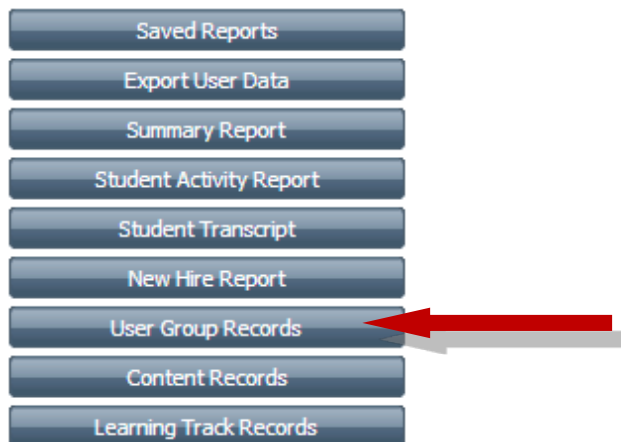 Saved Reports
Export User Data
Summary Report
Student Activity Report
Student Transcript
New Hire Report
User Group Records
Content Records
Learning Track Records